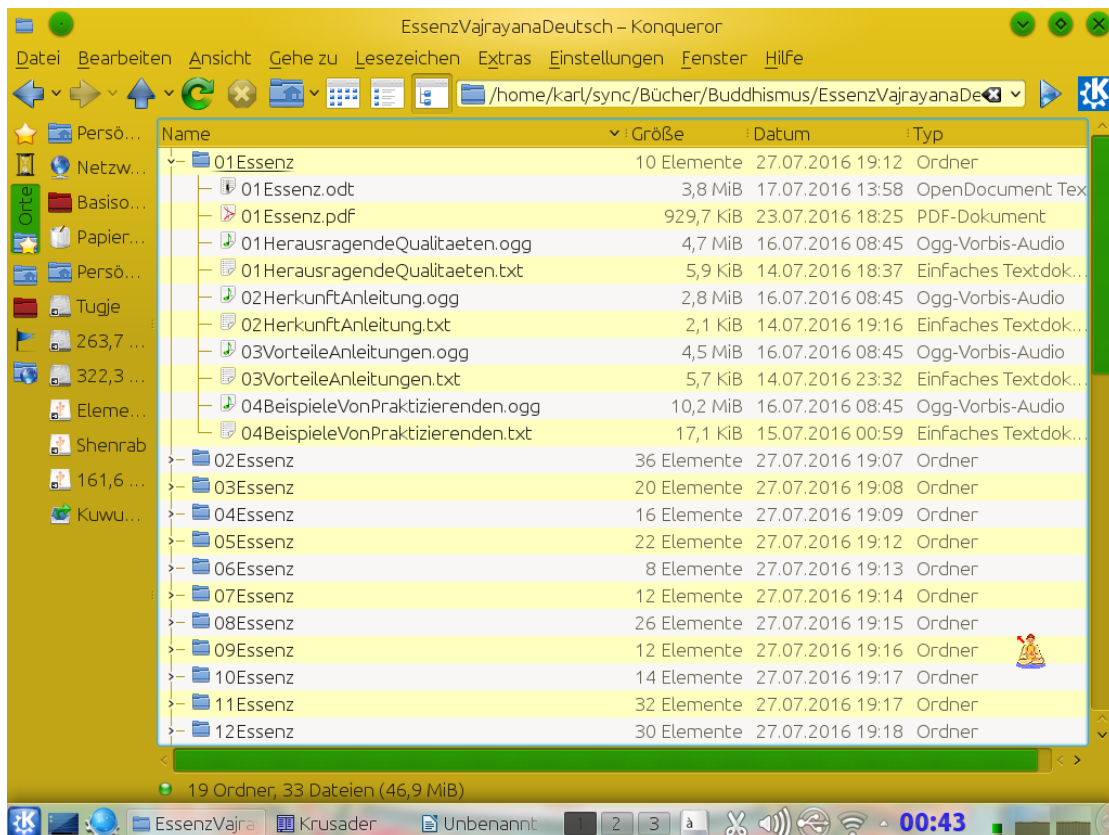 EssenzVajrayanaDeutsch – Konqueror
Datei Bearbeiten Ansicht Gehe zu Lesezeichen Extras Einstellungen Fenster Hilfe
/home/karl/sync/Bücher/Buddhismus/EssenzVajrayanaDe
Orte
Persö...
Netzw...
Basiso...
Papier...
Persö...
Tugje
263,7 ...
322,3 ...
Eleme...
Shenrab
161,6 ...
Kuwu...
Name Größe Datum Typ
01Essenz 10 Elemente 27.07.2016 19:12 Ordner
01Essenz.odt 3,8 MiB 17.07.2016 13:58 OpenDocument Tex
01Essenz.pdf 929,7 KiB 23.07.2016 18:25 PDF-Dokument
01HerausragendeQualitaeten.ogg 4,7 MiB 16.07.2016 08:45 Ogg-Vorbis-Audio
01HerausragendeQualitaeten.txt 5,9 KiB 14.07.2016 18:37 Einfaches Textdok...
02HerkunftAnleitung.ogg 2,8 MiB 16.07.2016 08:45 Ogg-Vorbis-Audio
02HerkunftAnleitung.txt 2,1 KiB 14.07.2016 19:16 Einfaches Textdok...
03VorteileAnleitungen.ogg 4,5 MiB 16.07.2016 08:45 Ogg-Vorbis-Audio
03VorteileAnleitungen.txt 5,7 KiB 14.07.2016 23:32 Einfaches Textdok...
04BeispieleVonPraktizierenden.ogg 10,2 MiB 16.07.2016 08:45 Ogg-Vorbis-Audio
04BeispieleVonPraktizierenden.txt 17,1 KiB 15.07.2016 00:59 Einfaches Textdok...
02Essenz 36 Elemente 27.07.2016 19:07 Ordner
03Essenz 20 Elemente 27.07.2016 19:08 Ordner
04Essenz 16 Elemente 27.07.2016 19:09 Ordner
05Essenz 22 Elemente 27.07.2016 19:12 Ordner
06Essenz 8 Elemente 27.07.2016 19:13 Ordner
07Essenz 12 Elemente 27.07.2016 19:14 Ordner
08Essenz 26 Elemente 27.07.2016 19:15 Ordner
09Essenz 12 Elemente 27.07.2016 19:16 Ordner
10Essenz 14 Elemente 27.07.2016 19:17 Ordner
11Essenz 32 Elemente 27.07.2016 19:17 Ordner
12Essenz 30 Elemente 27.07.2016 19:18 Ordner
19 Ordner, 33 Dateien (46,9 MiB)
EssenzVajra Krusader Unbenannt 1 2 3 à 00:43